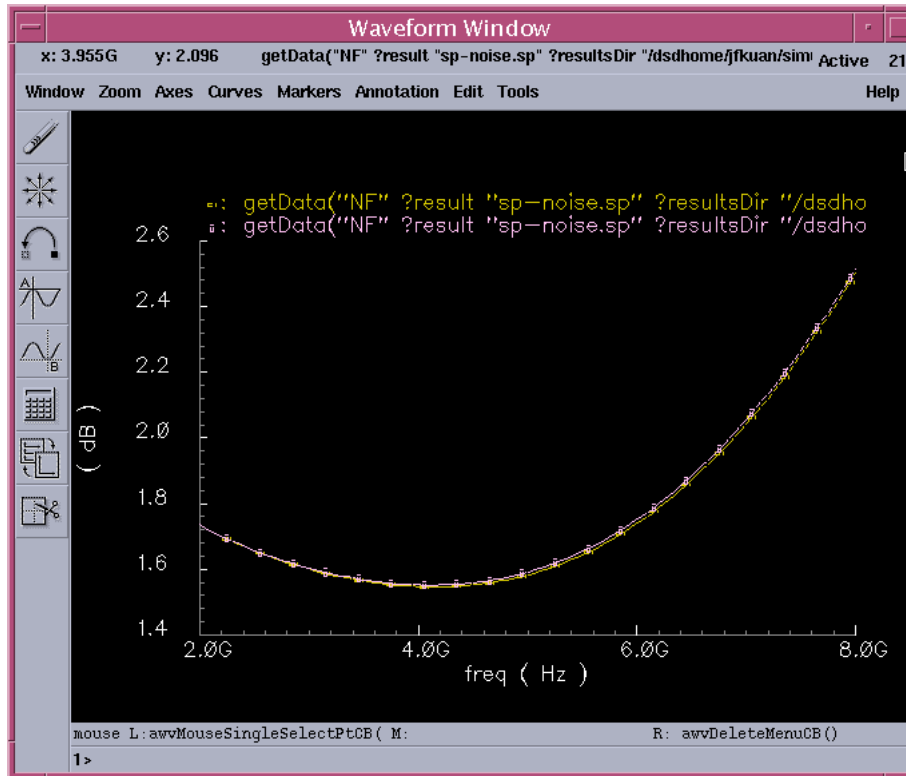 Waveform Window
x: 3.955G y: 2.096 getData("NF" ?result "sp-noise.sp" ?resultsDir "/dsdhome/jfkuan/simu Active 21
Window Zoom Axes Curves Markers Annotation Edit Tools Help
A
B
: getData("NF" ?result "sp-noise.sp" ?resultsDir "/dsdho
: getData("NF" ?result "sp-noise.sp" ?resultsDir "/dsdho
2.6
2.4
2.2
2.0
1.8
1.6
1.4
( dB )
2.0G 4.0G 6.0G 8.0G
freq ( Hz )
mouse L:awvMouseSingleSelectPtCB( M: R: awvDeleteMenuCB()
1>